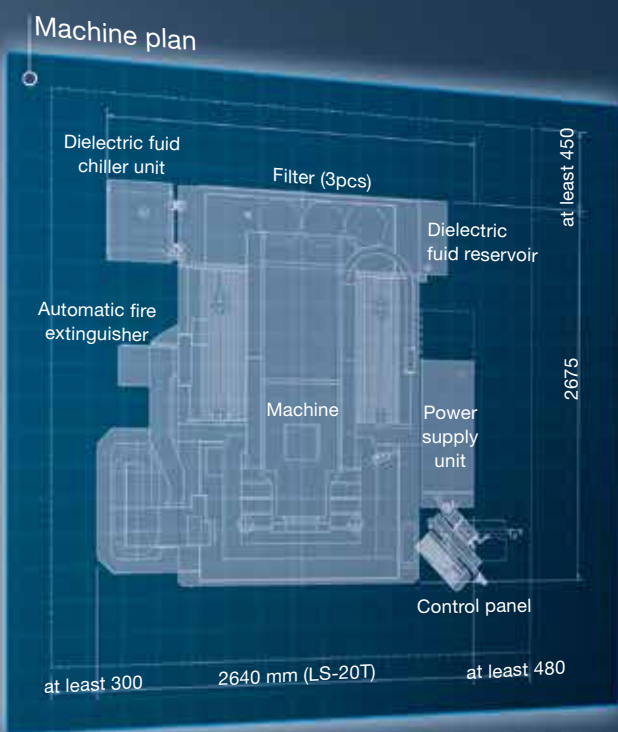 Machine plan
at least 450
Dielectric fuid
chiller unit
Filter (3pcs)
Dielectric
fuid reservoir
Automatic fire
extinguisher
2675
Machine
Power
supply
unit
Control panel
at least 300
2640 mm (LS-20T)
at least 480